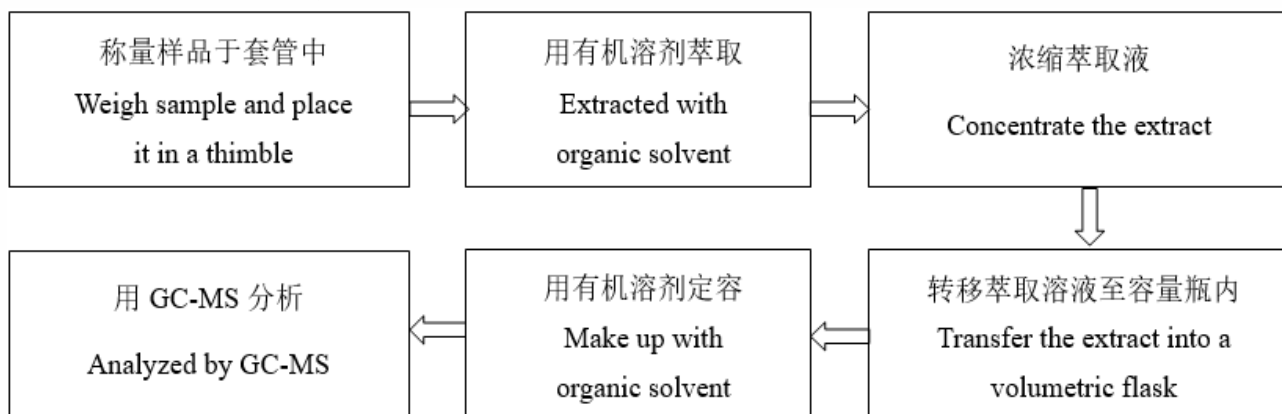 称量样品于套管中
Weigh sample and place
it in a thimble
用有机溶剂萃取
Extracted with
organic solvent
浓缩萃取液
Concentrate the extract
转移萃取溶液至容量瓶内
Transfer the extract into a
volumetric flask
用有机溶剂定容
Make up with
organic solvent
用 GC-MS 分析
Analyzed by GC-MS